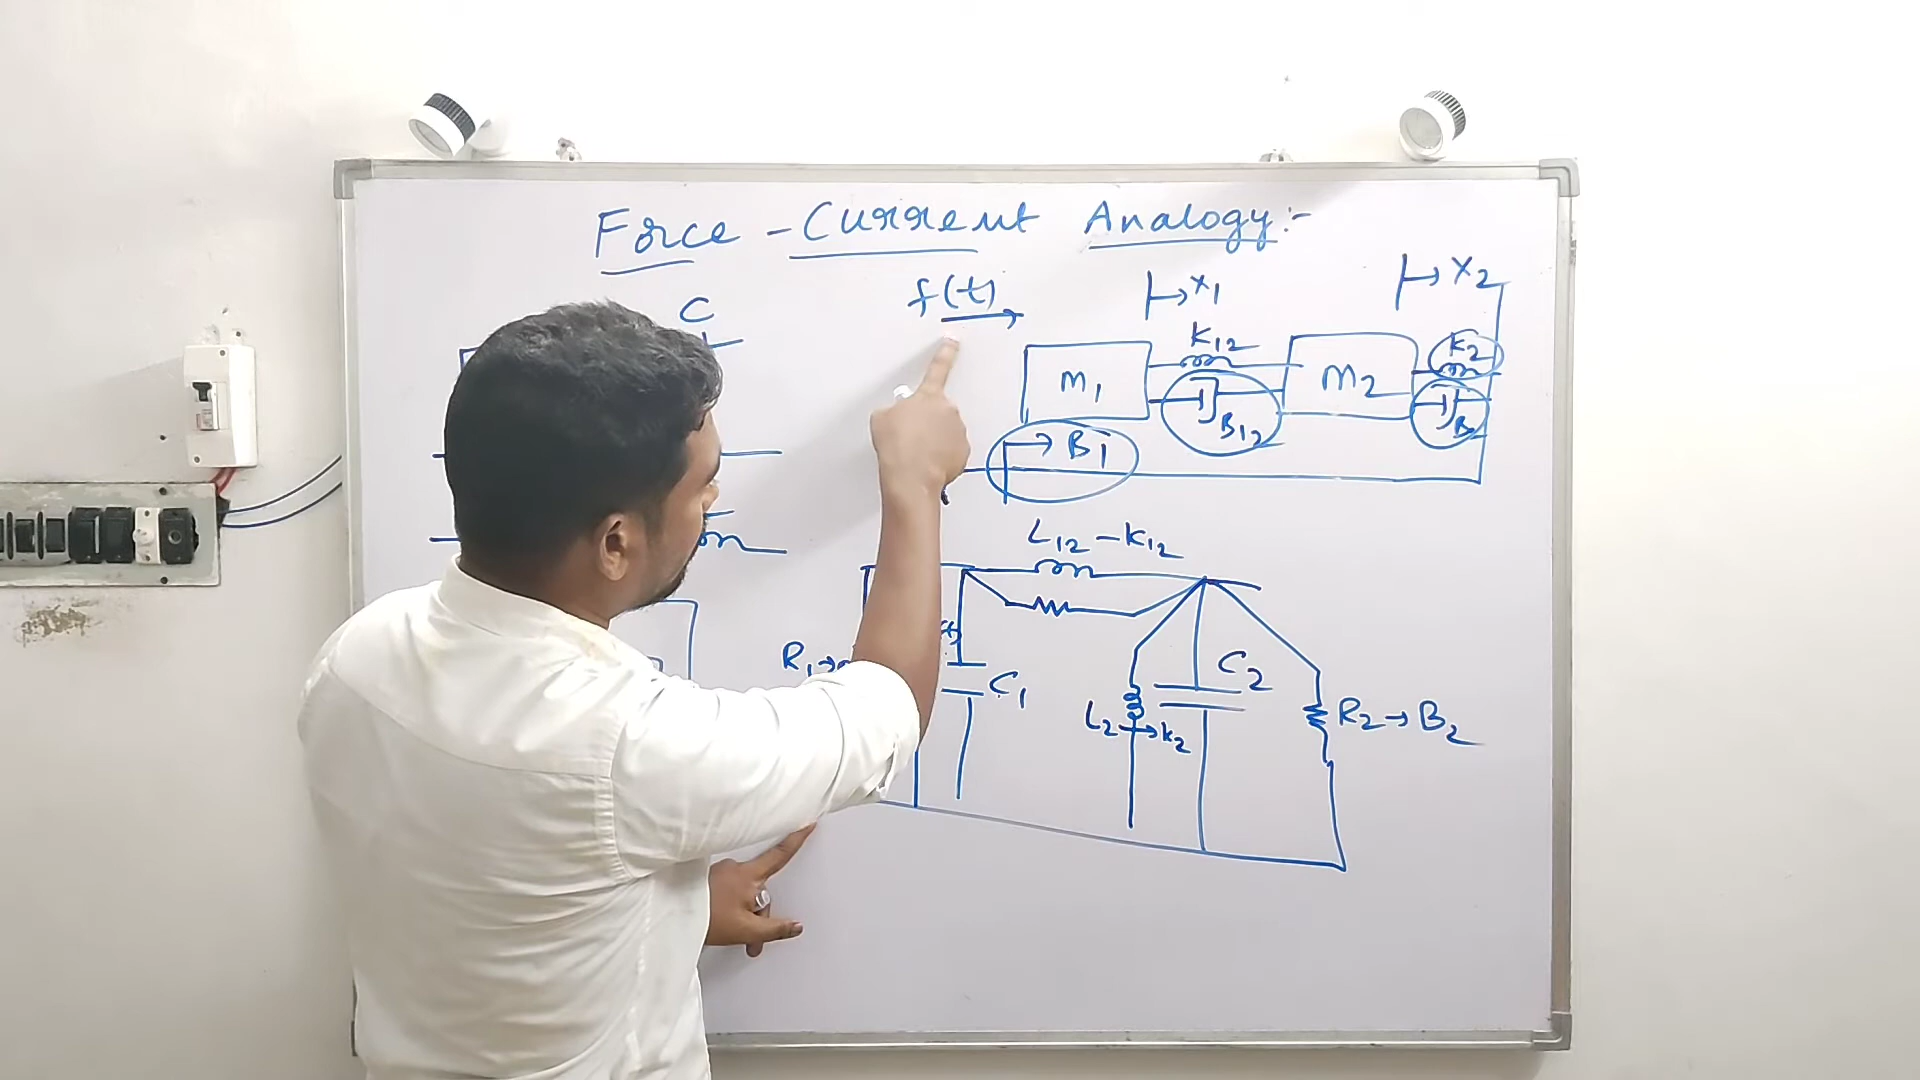 Force - Current Analogy:-
C
f(t)
x1
x2
K12
K2
M1
M2
B12
B
B1
L12 - K12
R1→
C1
C2
L2→K2
R2→B2